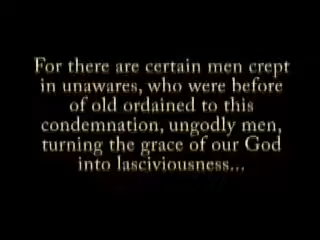 For there are certain men crept
in unawares, who were before
of old ordained to this
condemnation, ungodly men,
turning the grace of our God
into lasciviousness...